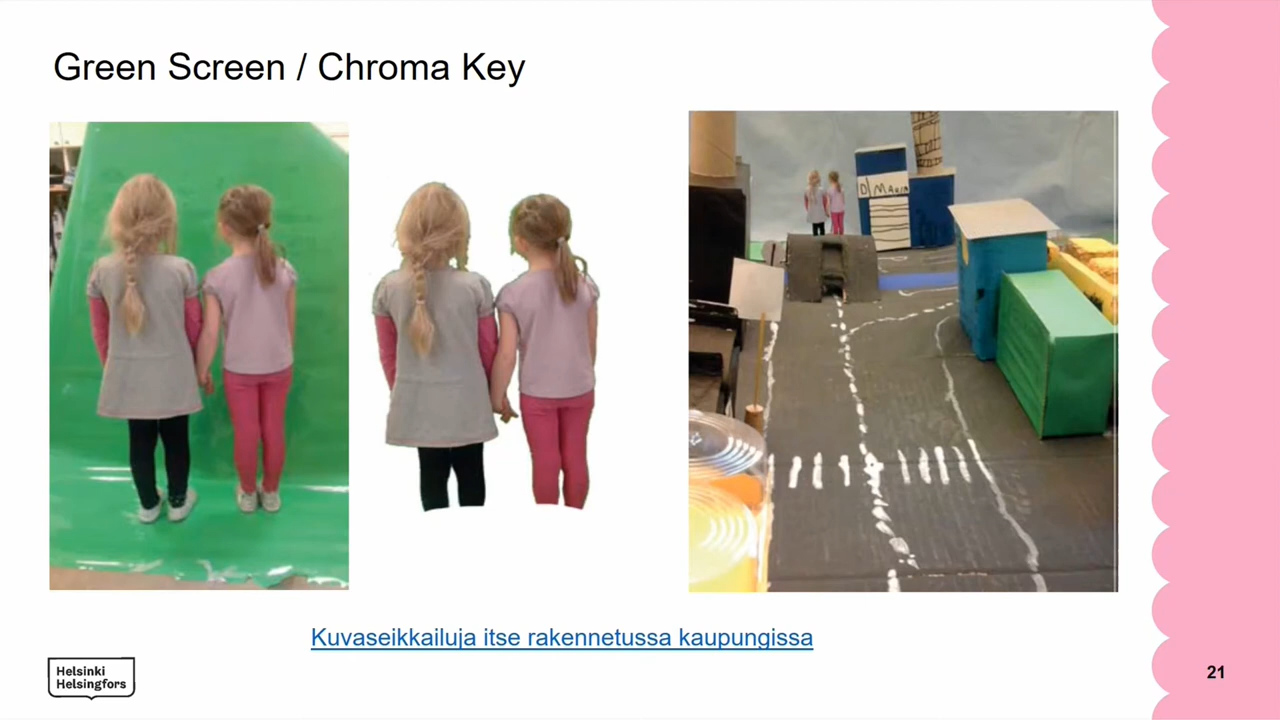 Green Screen / Chroma Key
Kuvaseikkailuja itse rakennetussa kaupungissa
Helsinki
Helsingfors
21